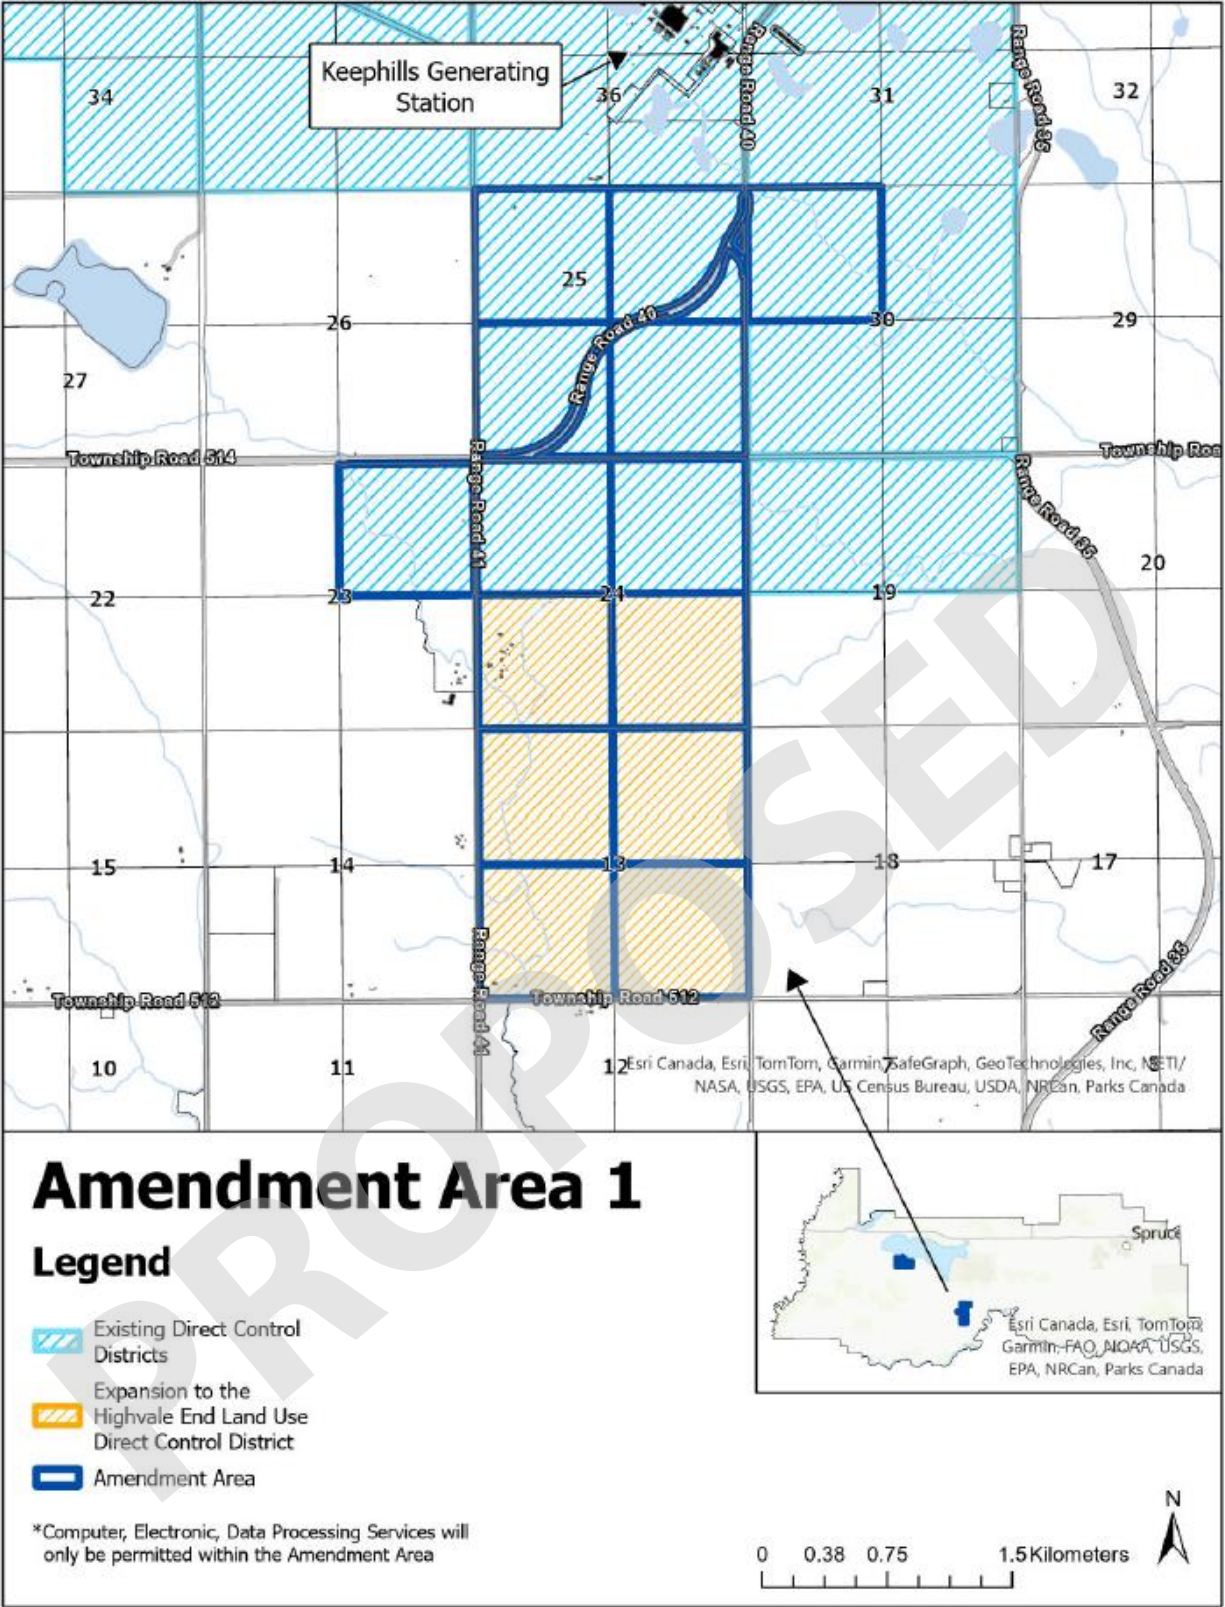 Keephills Generating
Station
34
36
31
32
Range Road 40
Range Road 35
25
26
30
29
27
Range Road 40
Township Road 514
Township Roa
Range Road 41
Range Road 35
22
23
24
19
20
15
14
13
18
17
Range Road 41
Range Road 35
Township Road 512
Township Road 512
10
11
12
7
8
Esri Canada, Esri, TomTom, Garmin, SafeGraph, GeoTechnologies, Inc, METI/
NASA, USGS, EPA, US Census Bureau, USDA, NRCan, Parks Canada
PROPOSED
Amendment Area 1
Legend
Existing Direct Control
Districts
Expansion to the
Highvale End Land Use
Direct Control District
Amendment Area
*Computer, Electronic, Data Processing Services will
only be permitted within the Amendment Area
Spruce
Esri Canada, Esri, TomTom,
Garmin, FAO, NOAA, USGS,
EPA, NRCan, Parks Canada
N
0 0.38 0.75 1.5 Kilometers